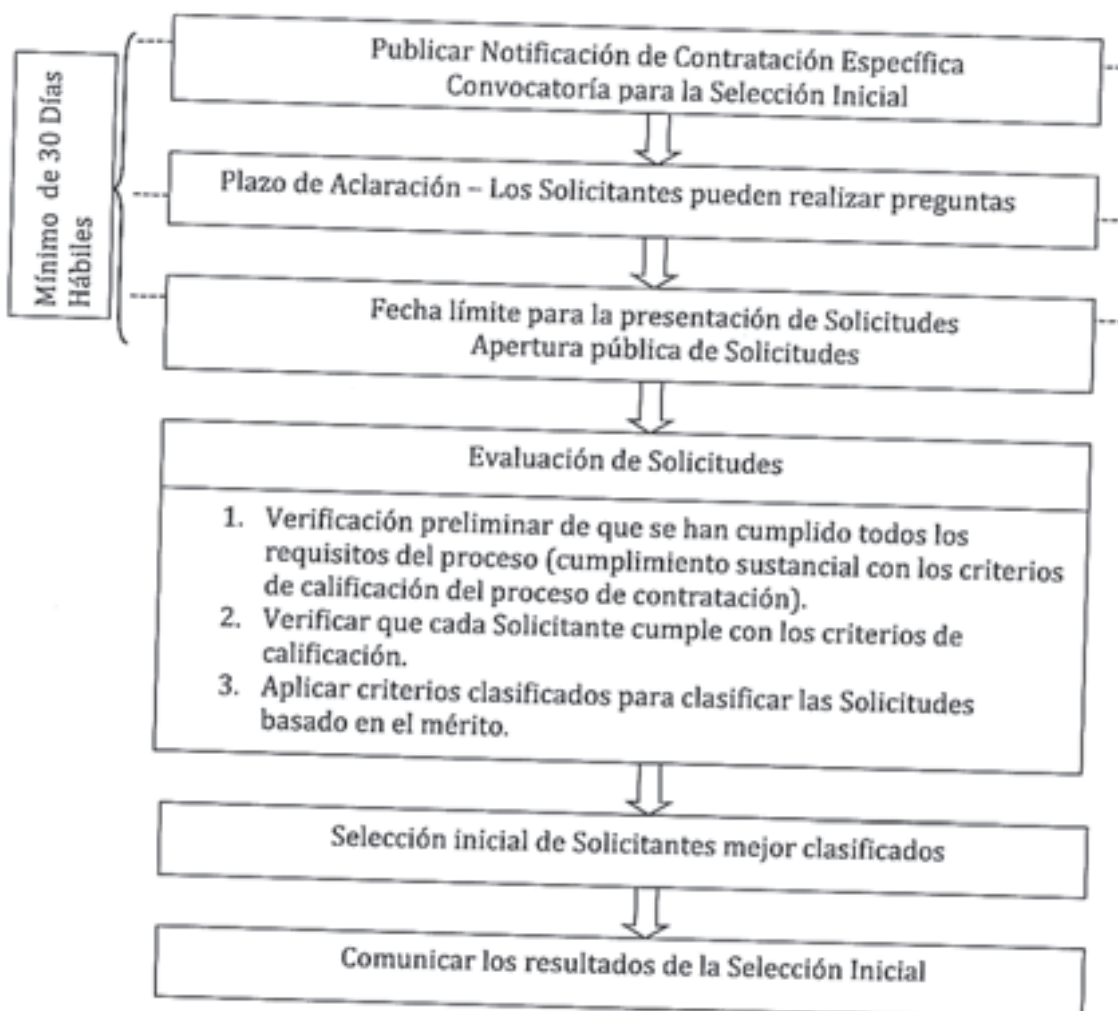 Mínimo de 30 Días
Hábiles
Publicar Notificación de Contratación Específica
Convocatoría para la Selección Inicial
Plazo de Aclaración – Los Solicitantes pueden realizar preguntas
Fecha límite para la presentación de Solicitudes
Apertura pública de Solicitudes
Evaluación de Solicitudes
1. Verificación preliminar de que se han cumplido todos los
requisitos del proceso (cumplimiento sustancial con los criterios
de calificación del proceso de contratación).
2. Verificar que cada Solicitante cumple con los criterios de
calificación.
3. Aplicar criterios clasificados para clasificar las Solicitudes
basado en el mérito.
Selección inicial de Solicitantes mejor clasificados
Comunicar los resultados de la Selección Inicial